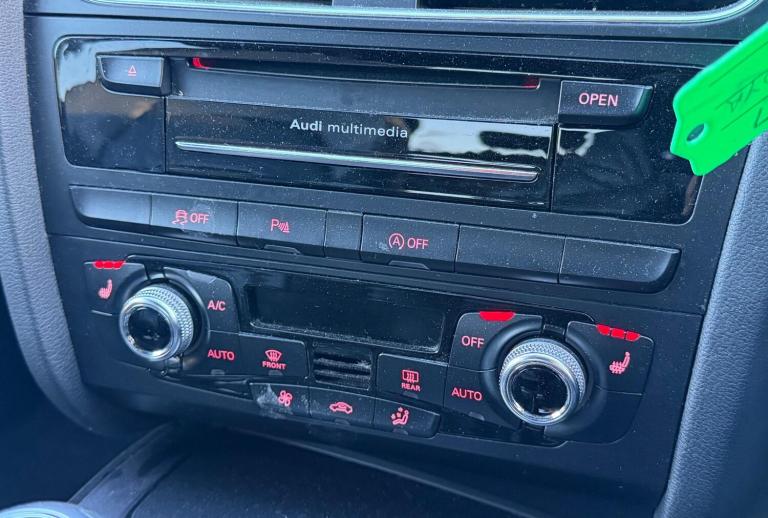 OPEN
Audi multimedia
OFF
P
A OFF
A/C
OFF
AUTO
FRONT
REAR
AUTO